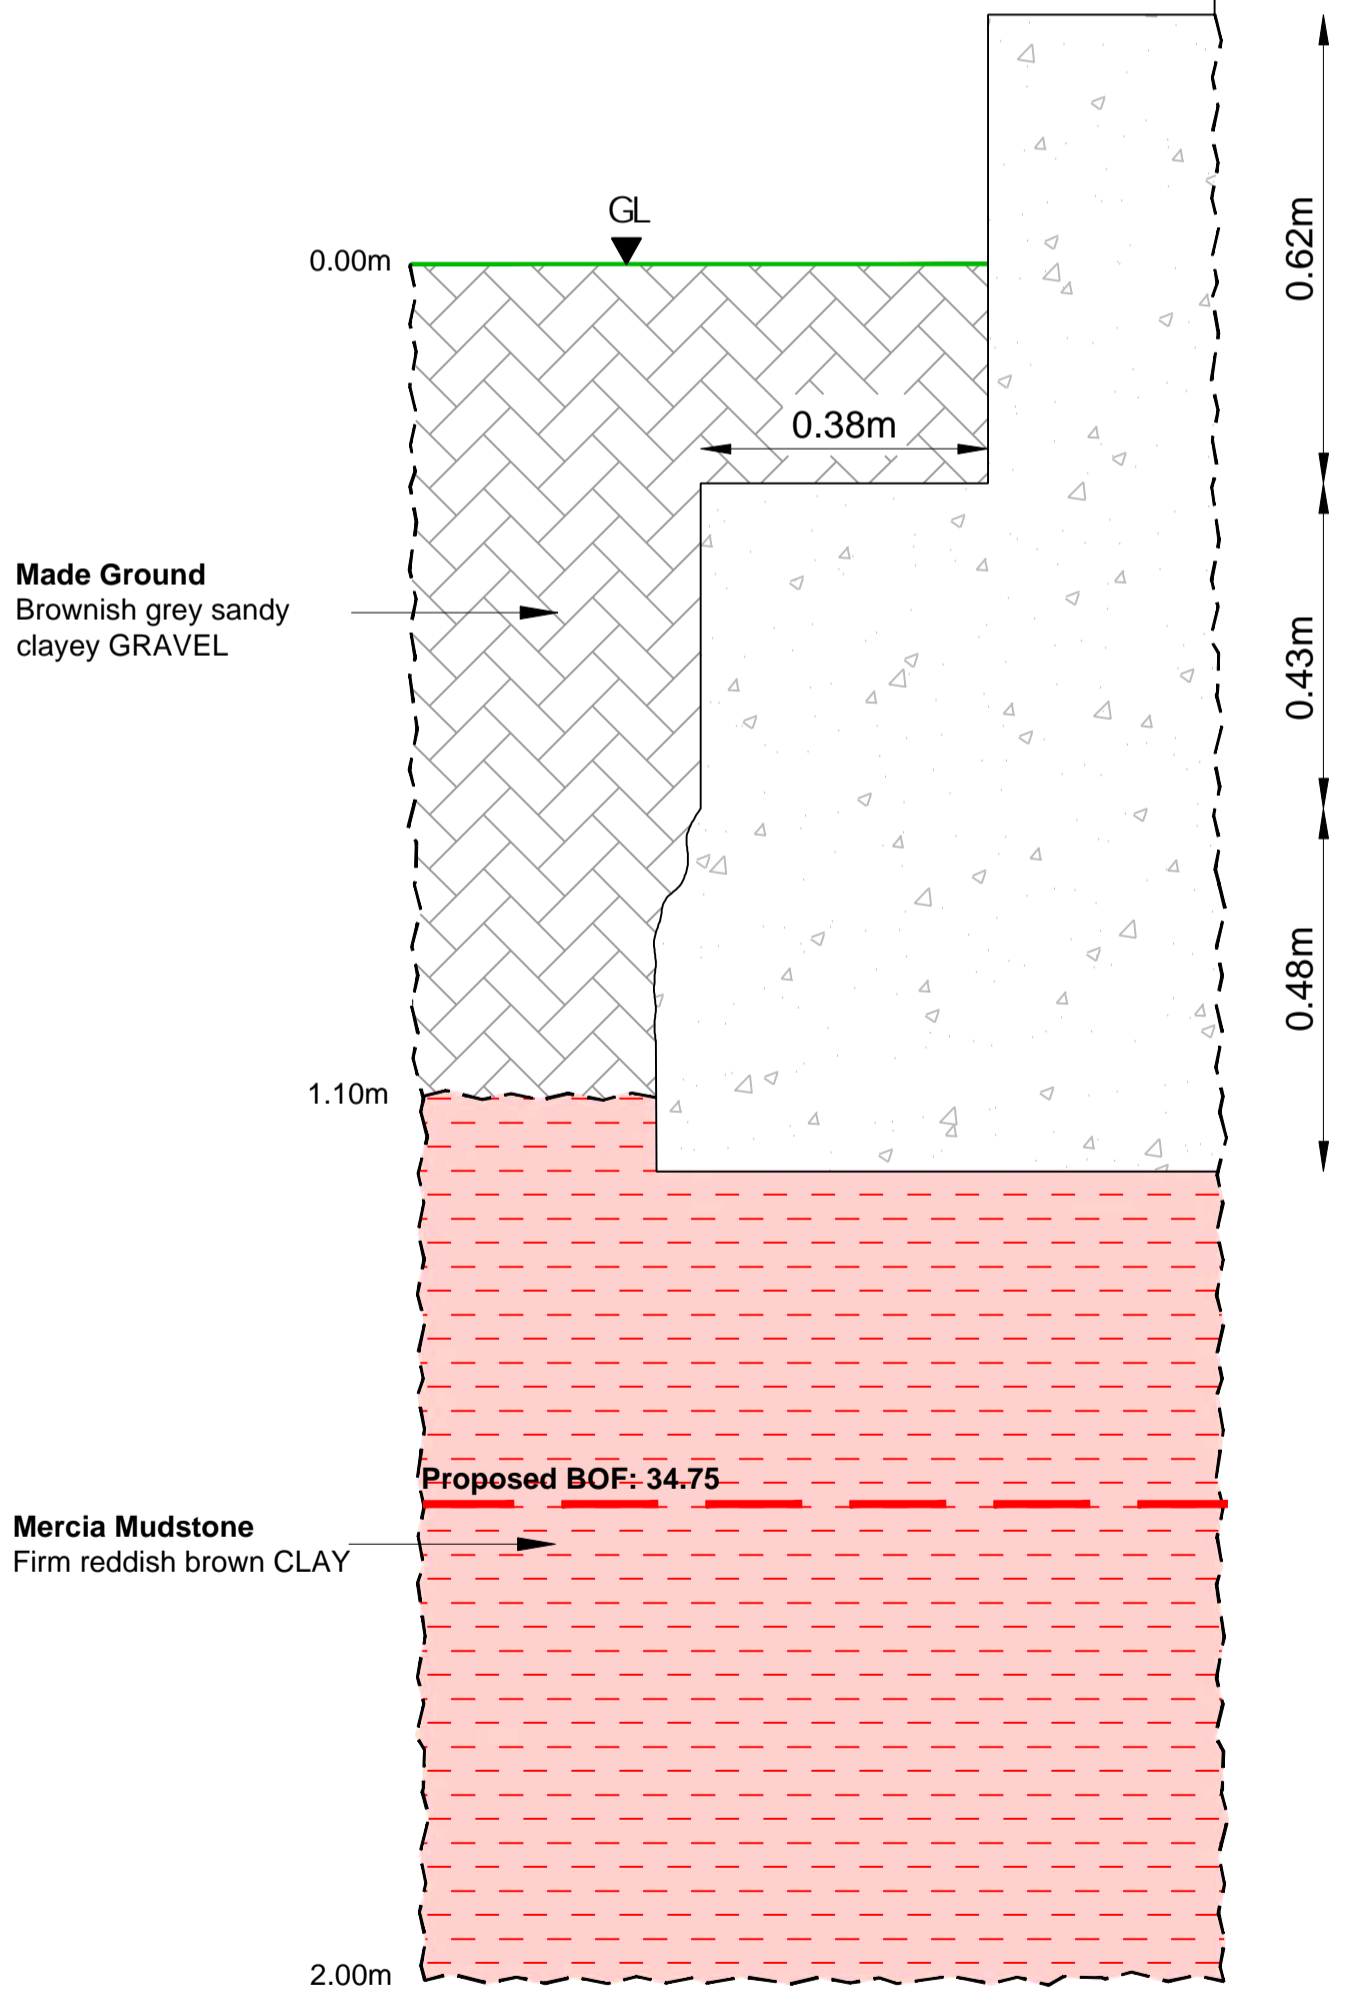 GL
0.00m
0.62m
0.38m
Made Ground
Brownish grey sandy
clayey GRAVEL
0.43m
0.48m
1.10m
Proposed BOF: 34.75
Mercia Mudstone
Firm reddish brown CLAY
2.00m